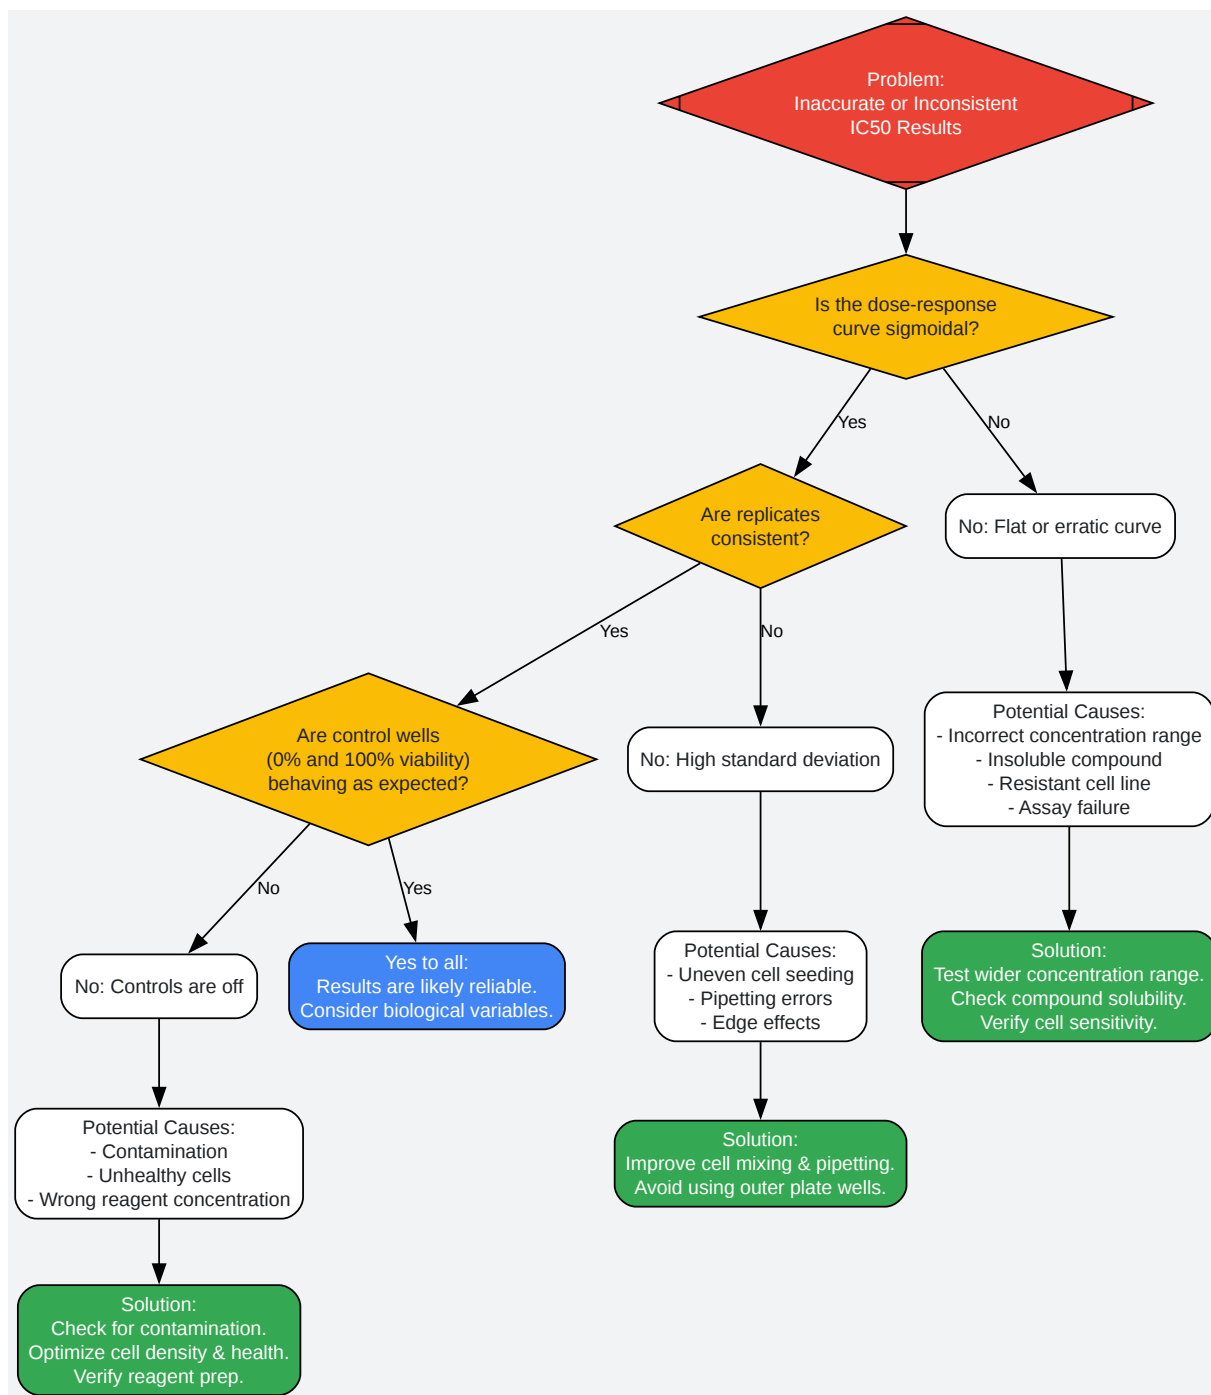 Problem:
Inaccurate or Inconsistent
IC50 Results
Is the dose-response
curve sigmoidal?
Yes
No
Are replicates
consistent?
No: Flat or erratic curve
Yes
No
Are control wells
(0% and 100% viability)
behaving as expected?
No: High standard deviation
Potential Causes:
- Incorrect concentration range
- Insoluble compound
- Resistant cell line
- Assay failure
No
Yes
No: Controls are off
Yes to all:
Results are likely reliable.
Consider biological variables.
Potential Causes:
- Uneven cell seeding
- Pipetting errors
- Edge effects
Solution:
Test wider concentration range.
Check compound solubility.
Verify cell sensitivity.
Potential Causes:
- Contamination
- Unhealthy cells
- Wrong reagent concentration
Solution:
Improve cell mixing & pipetting.
Avoid using outer plate wells.
Solution:
Check for contamination.
Optimize cell density & health.
Verify reagent prep.